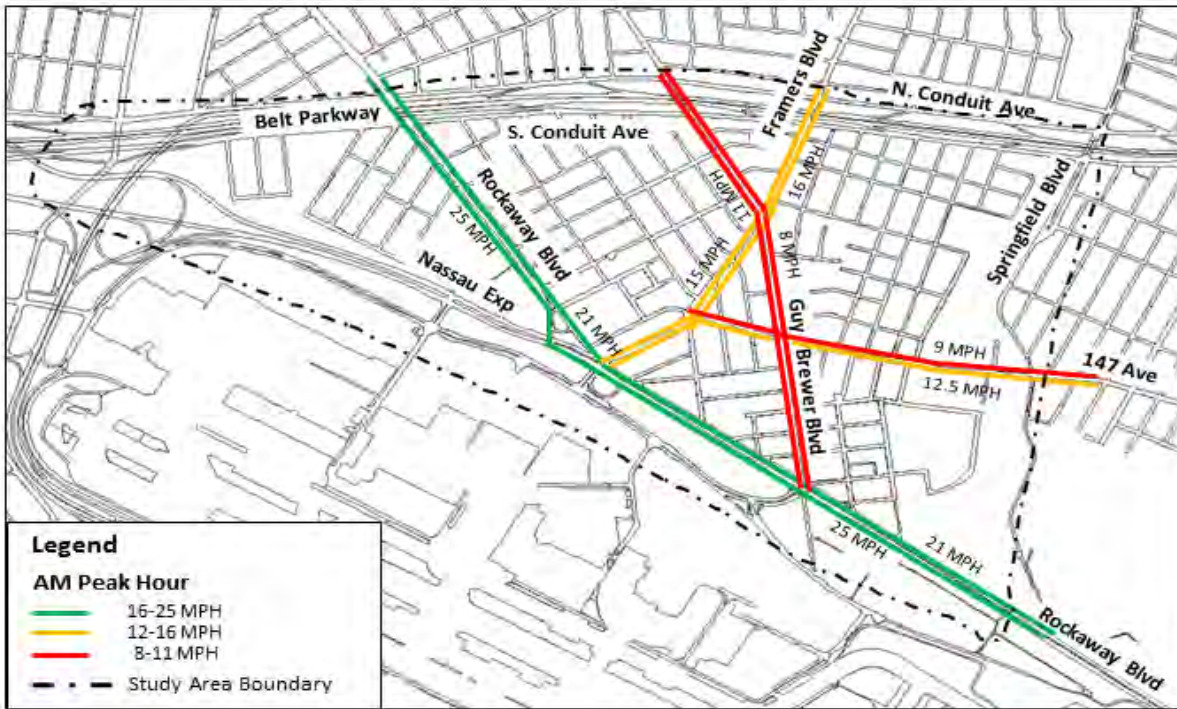 Framers Blvd
N. Conduit Ave
Belt Parkway
S. Conduit Ave
Springfield Blvd
Rockaway Blvd
25 MPH
11 MPH
16 MPH
8 MPH
15 MPH
Nassau Exp
21 MPH
Guy Brewer Blvd
9 MPH
147 Ave
12.5 MPH
25 MPH
21 MPH
Rockaway Blvd
Legend
AM Peak Hour
16-25 MPH
12-16 MPH
8-11 MPH
Study Area Boundary